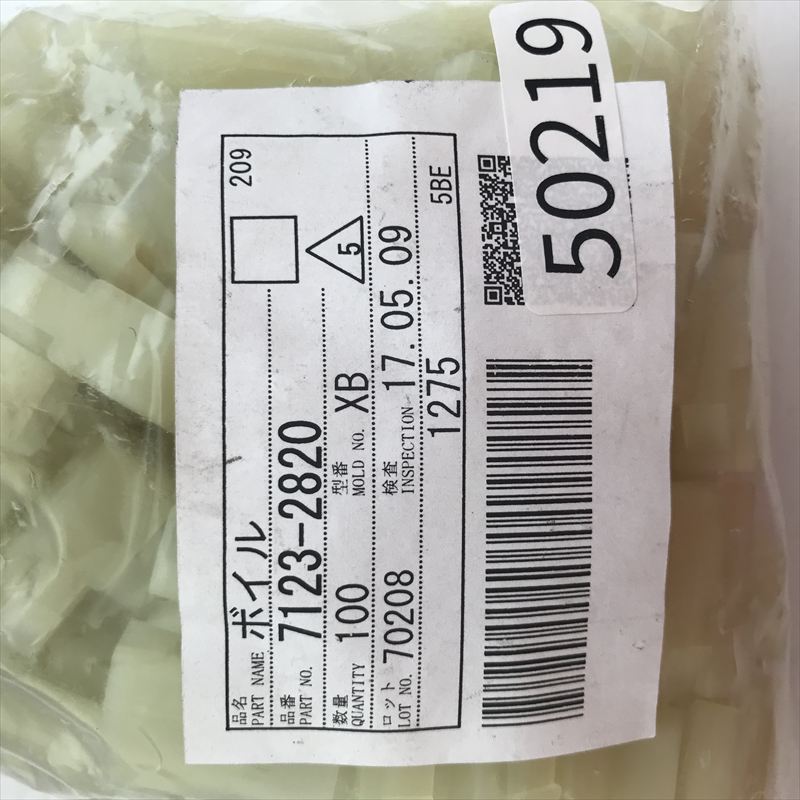 50219
209
品名 PART NAME ボイル
品番 PART NO. 7123-2820
5
数量 QUANTITY 100 型番 MOLD NO. XB
ロット LOT NO. 70208 検査 INSPECTION 17.05.09
1275 5BE